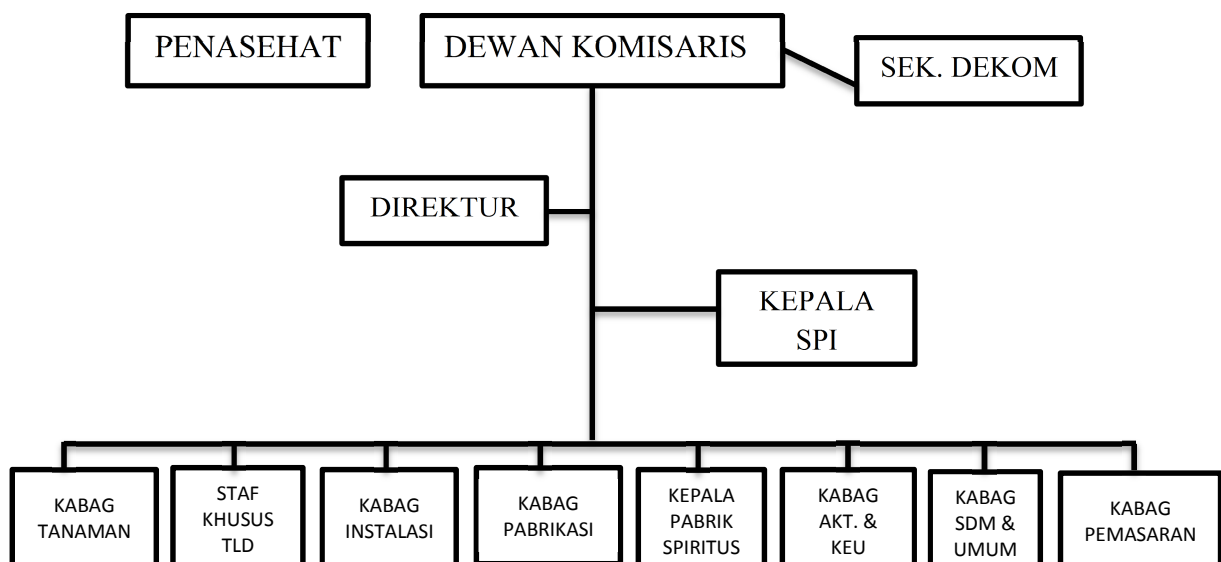 PENASEHAT
DEWAN KOMISARIS
SEK. DEKOM
DIREKTUR
KEPALA
SPI
KABAG
TANAMAN
STAF
KHUSUS
TLD
KABAG
INSTALASI
KABAG
PABRIKASI
KEPALA
PABRIK
SPIRITUS
KABAG
AKT. &
KEU
KABAG
SDM &
UMUM
KABAG
PEMASARAN